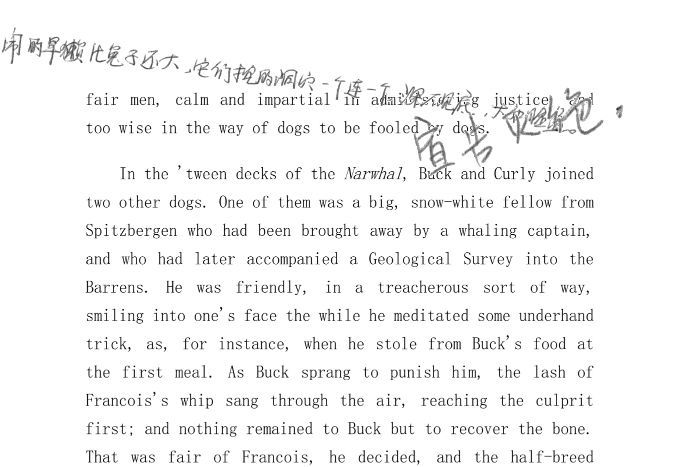 闹的旱獭比兔子还大,它们挖的洞穴一个连一个,深不见底,大
fair men, calm and impartial in administering justice, and
too wise in the way of dogs to be fooled by dogs.
宣告
In the 'tween decks of the Narwhal, Buck and Curly joined
two other dogs. One of them was a big, snow-white fellow from
Spitzbergen who had been brought away by a whaling captain,
and who had later accompanied a Geological Survey into the
Barrens. He was friendly, in a treacherous sort of way,
smiling into one's face the while he meditated some underhand
trick, as, for instance, when he stole from Buck's food at
the first meal. As Buck sprang to punish him, the lash of
Francois's whip sang through the air, reaching the culprit
first; and nothing remained to Buck but to recover the bone.
That was fair of Francois, he decided, and the half-breed